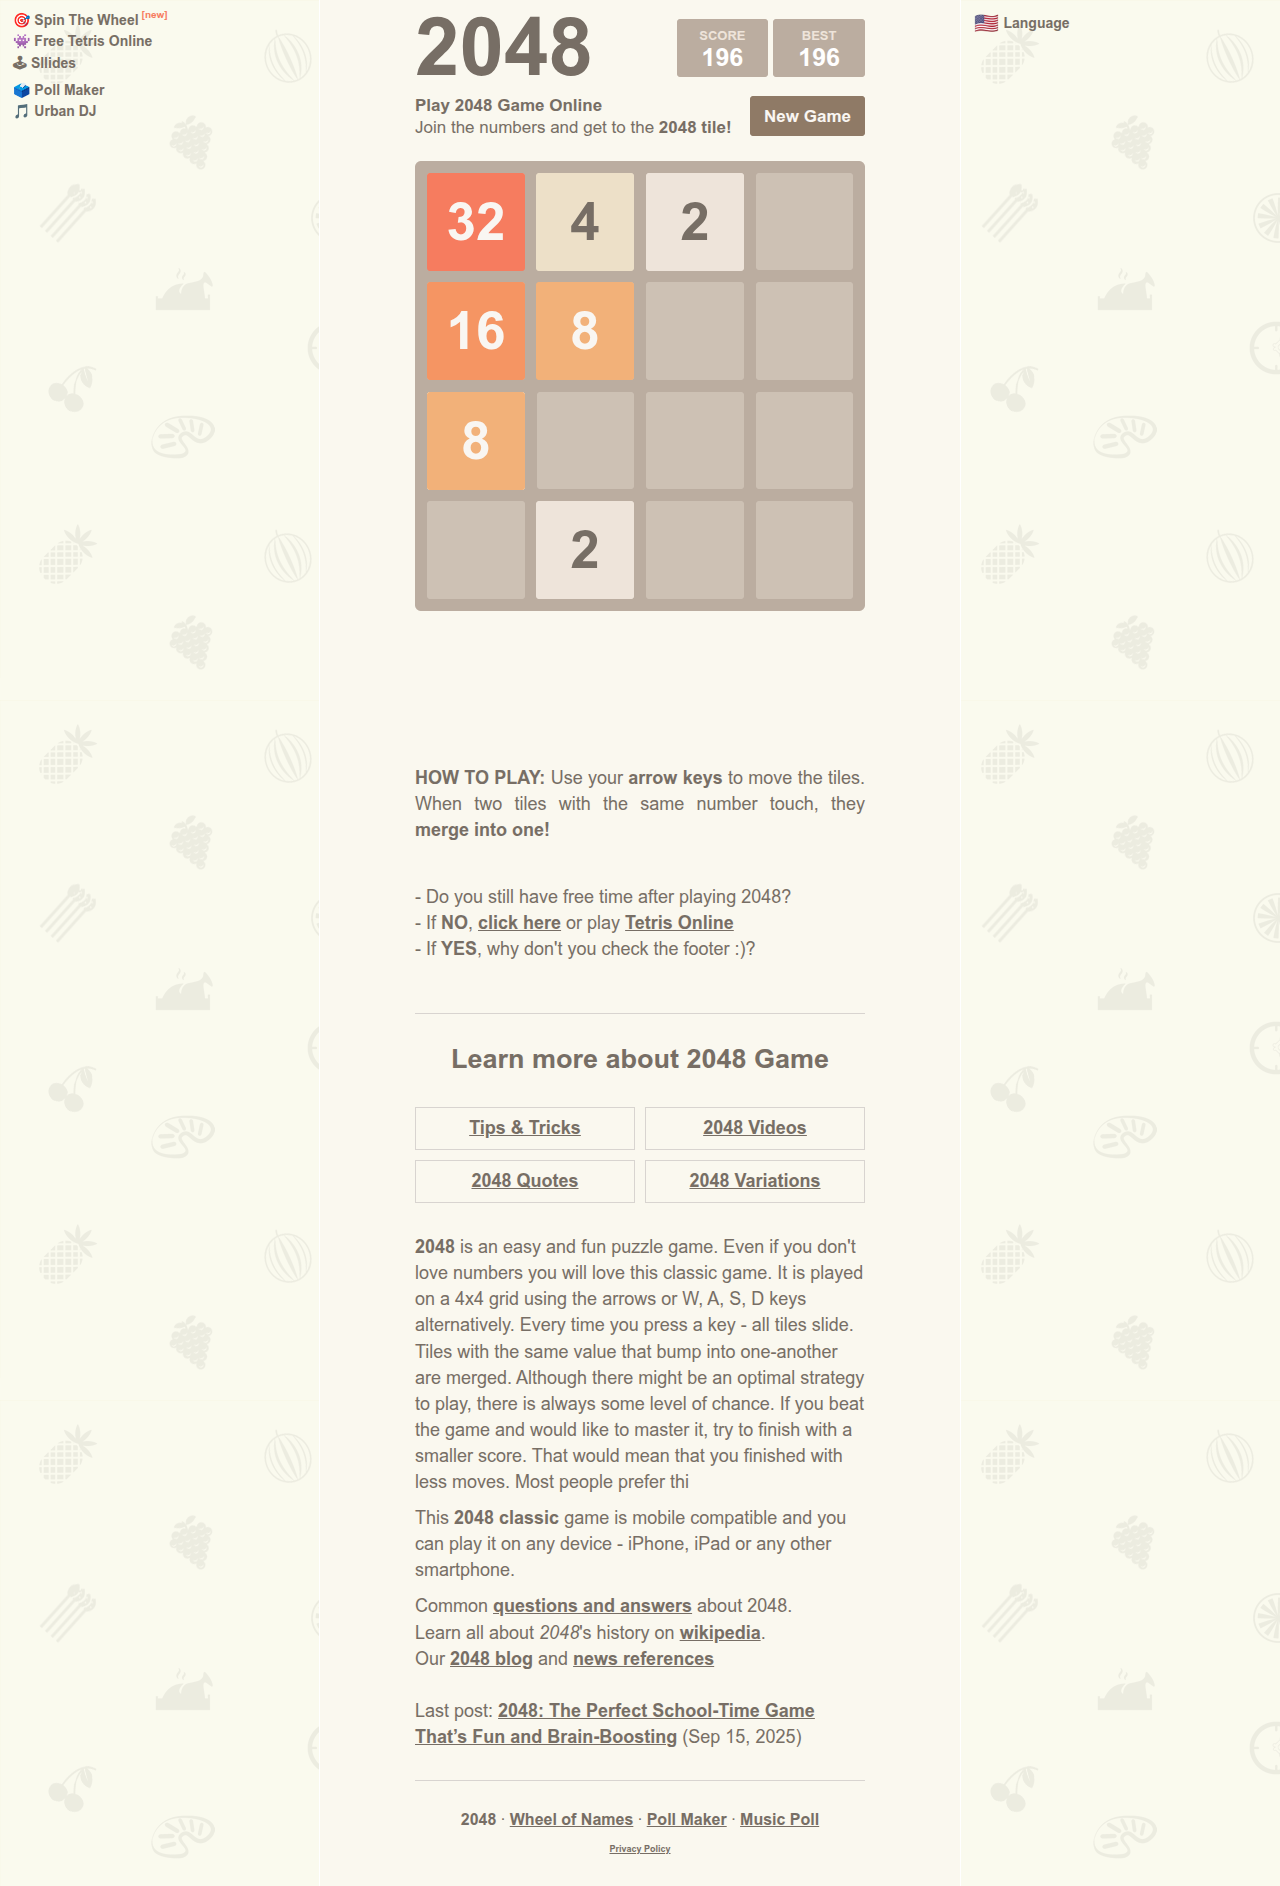 🎯 Spin The Wheel [new]
👾 Free Tetris Online
🕹 Sllides
🗳 Poll Maker
🎵 Urban DJ
🇺🇸 Language
2048
SCORE
196
BEST
196
Play 2048 Game Online
Join the numbers and get to the 2048 tile!
New Game
32 4 2
16 8
8
2
HOW TO PLAY: Use your arrow keys to move the tiles.
When two tiles with the same number touch, they
merge into one!
- Do you still have free time after playing 2048?
- If NO, click here or play Tetris Online
- If YES, why don't you check the footer :)?
Learn more about 2048 Game
Tips & Tricks
2048 Videos
2048 Quotes
2048 Variations
2048 is an easy and fun puzzle game. Even if you don't
love numbers you will love this classic game. It is played
on a 4x4 grid using the arrows or W, A, S, D keys
alternatively. Every time you press a key - all tiles slide.
Tiles with the same value that bump into one-another
are merged. Although there might be an optimal strategy
to play, there is always some level of chance. If you beat
the game and would like to master it, try to finish with a
smaller score. That would mean that you finished with
less moves. Most people prefer thi
This 2048 classic game is mobile compatible and you
can play it on any device - iPhone, iPad or any other
smartphone.
Common questions and answers about 2048.
Learn all about 2048's history on wikipedia.
Our 2048 blog and news references
Last post: 2048: The Perfect School-Time Game
That’s Fun and Brain-Boosting (Sep 15, 2025)
2048 · Wheel of Names · Poll Maker · Music Poll
Privacy Policy